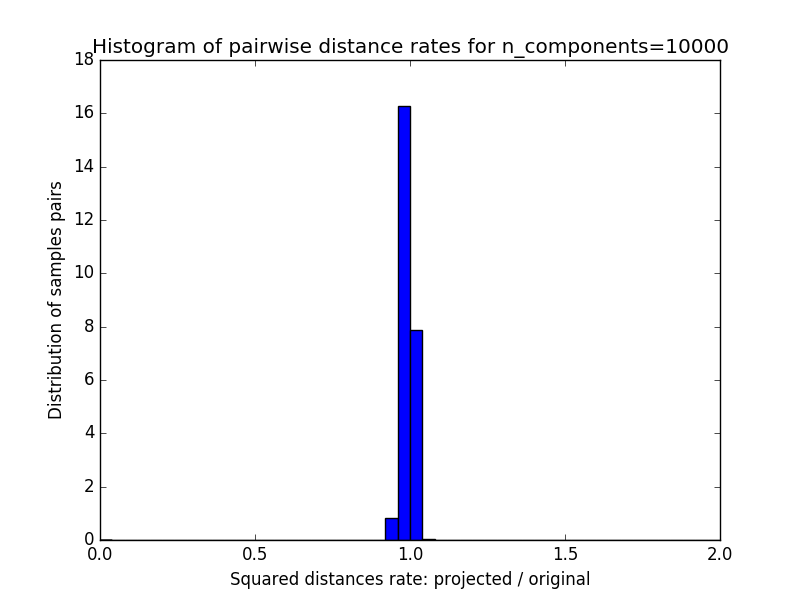 Histogram of pairwise distance rates for n_components=10000
18
16
14
12
10
8
6
4
2
0
Distribution of samples pairs
0.0 0.5 1.0 1.5 2.0
Squared distances rate: projected / original